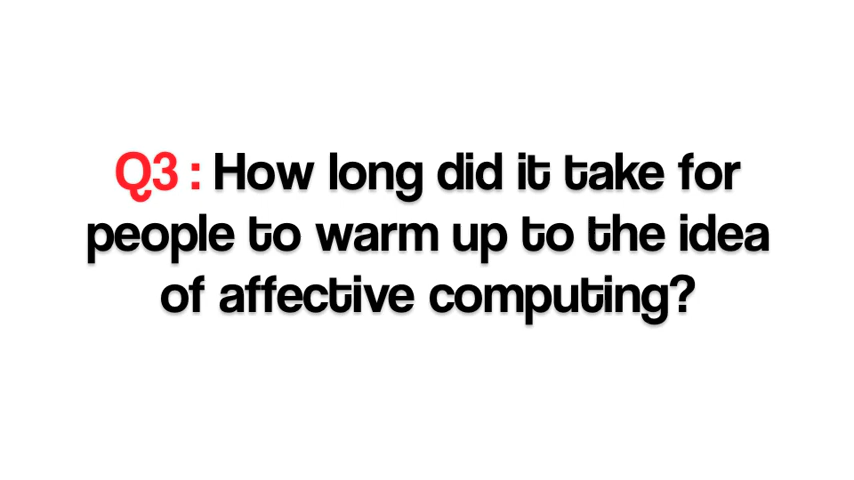 Q3 : How long did it take for
people to warm up to the idea
of affective computing?